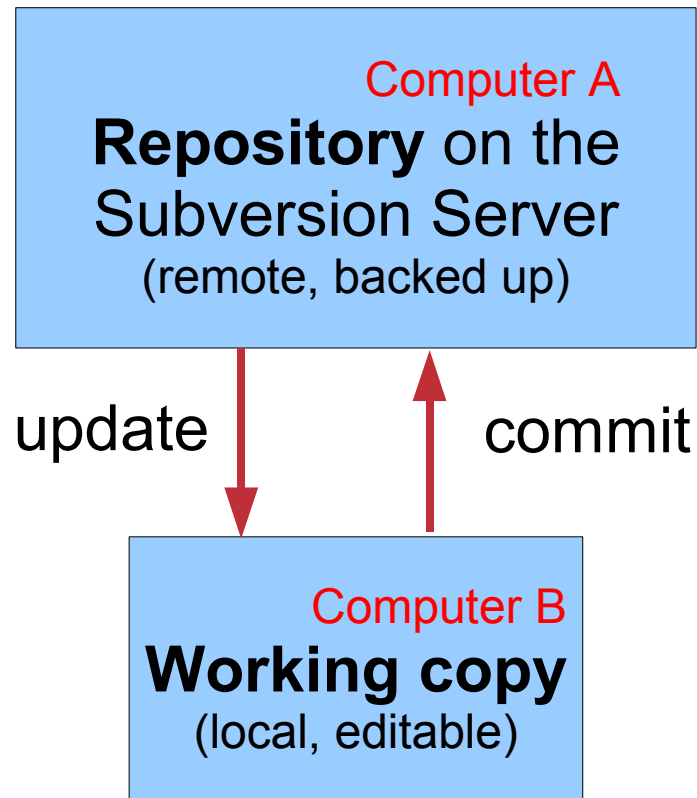 Computer A
Repository on the
Subversion Server
(remote, backed up)
update
commit
Computer B
Working copy
(local, editable)